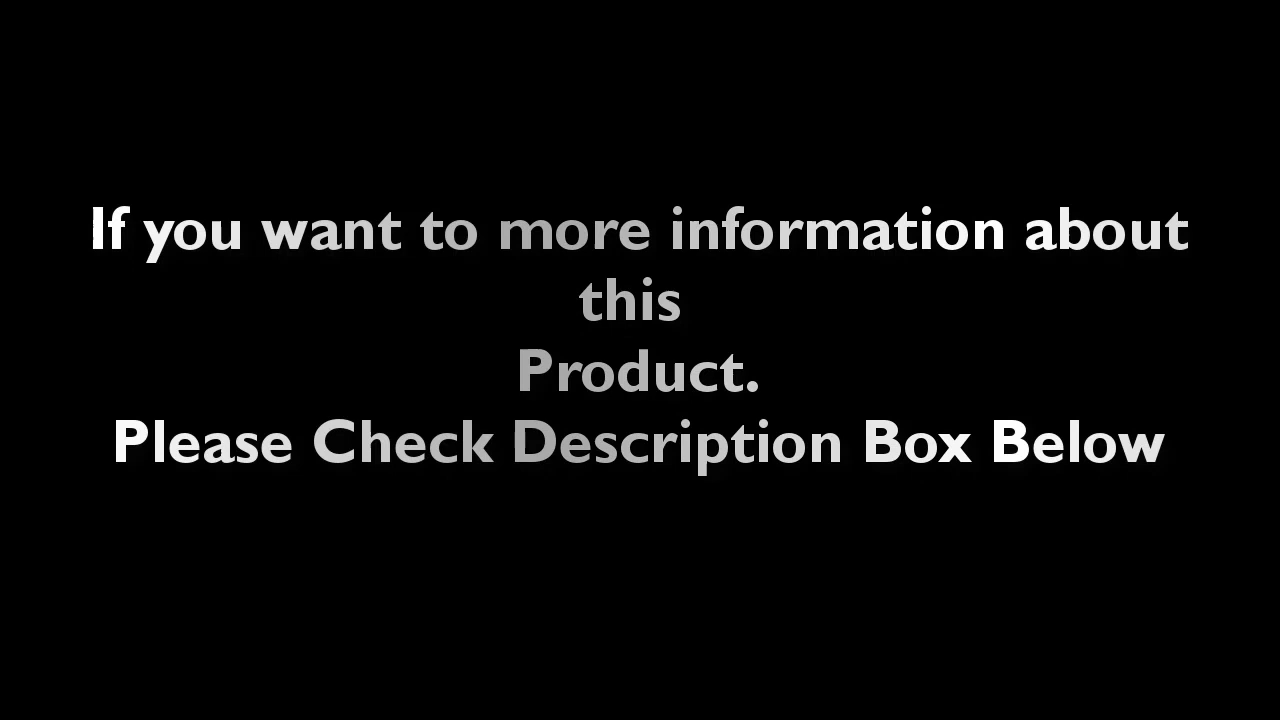 If you want to more information about
this
Product.
Please Check Description Box Below